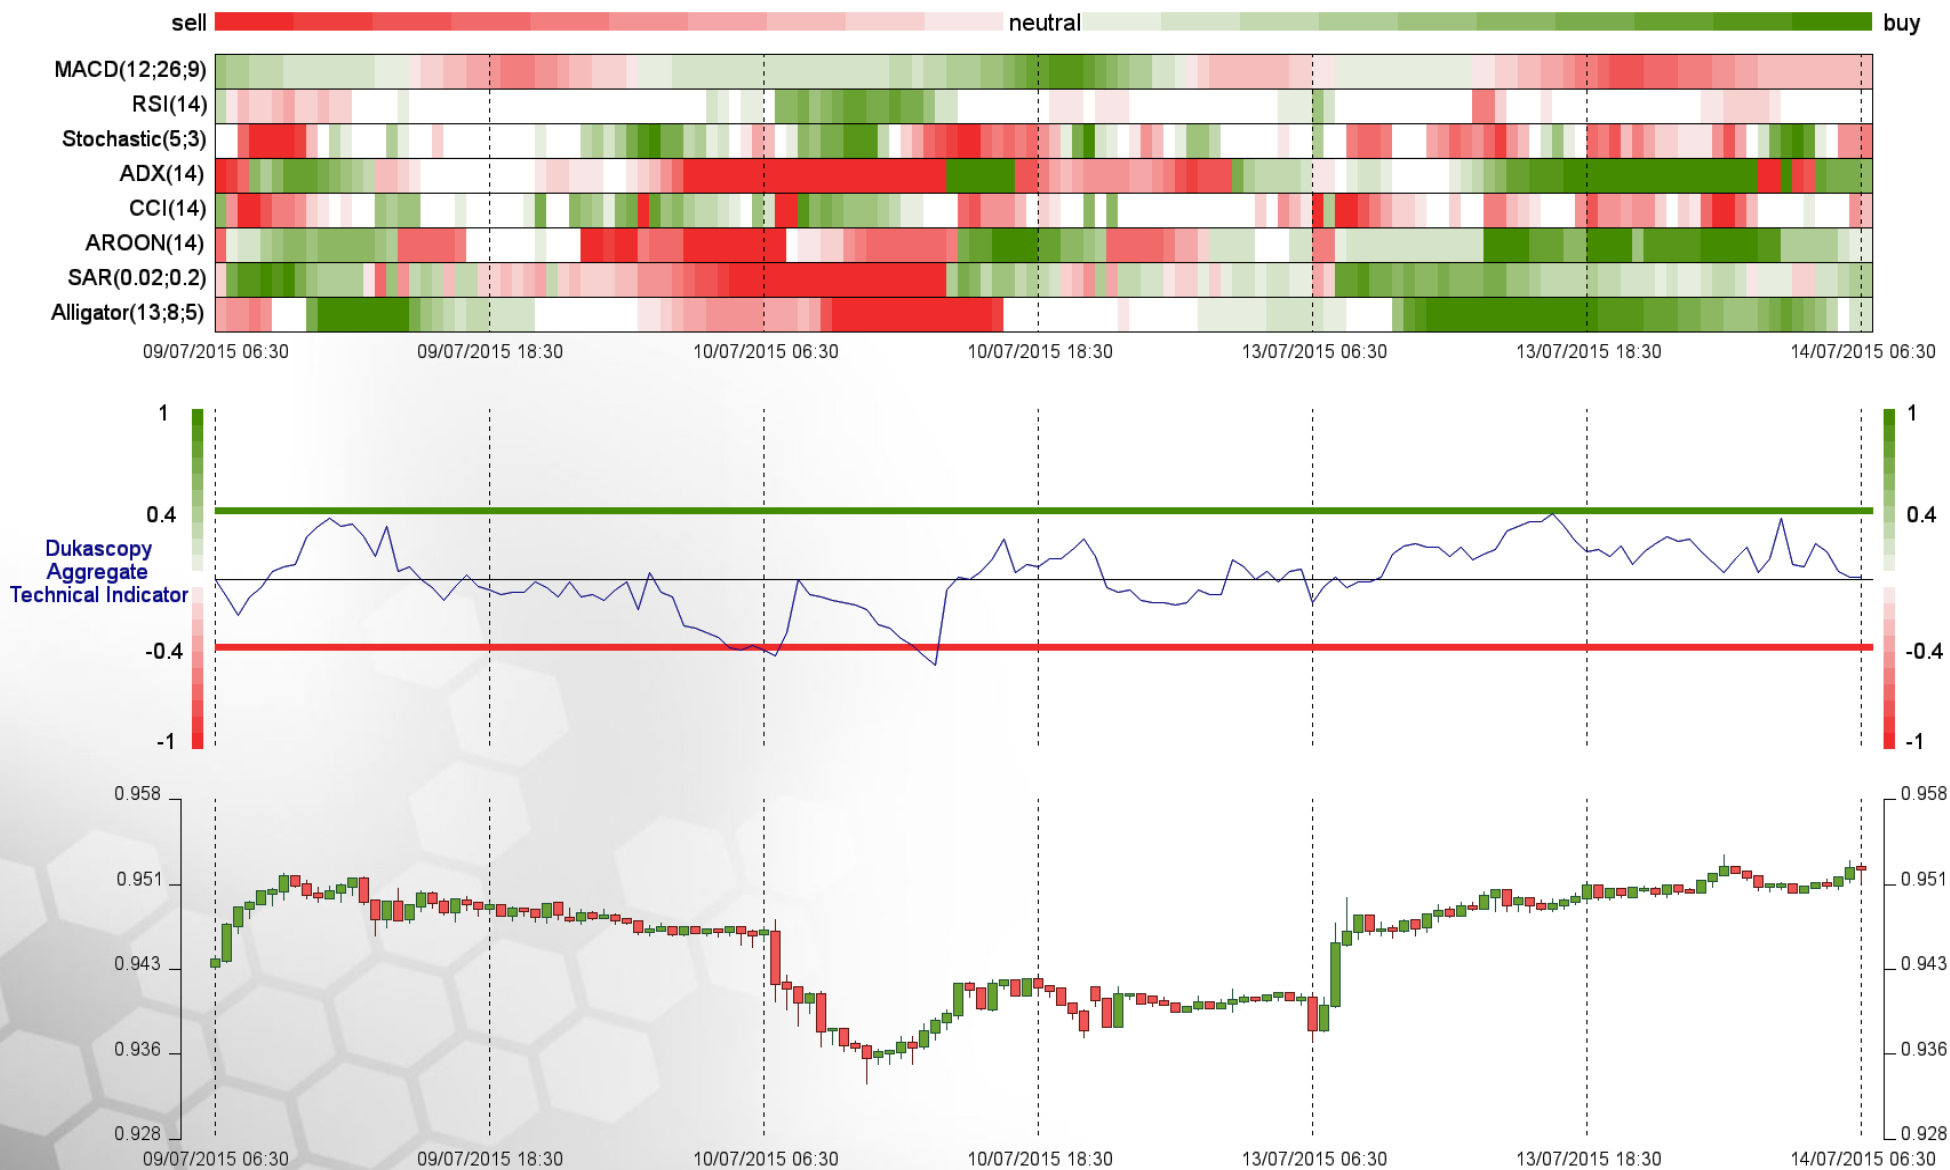 sell neutral buy
MACD(12;26;9)
RSI(14)
Stochastic(5;3)
ADX(14)
CCI(14)
AROON(14)
SAR(0.02;0.2)
Alligator(13;8;5)
09/07/2015 06:30 09/07/2015 18:30 10/07/2015 06:30 10/07/2015 18:30 13/07/2015 06:30 13/07/2015 18:30 14/07/2015 06:30
1 1
0.4 0.4
Dukascopy
Aggregate
Technical Indicator
-0.4 -0.4
-1 -1
0.958 0.958
0.951 0.951
0.943 0.943
0.936 0.936
0.928 0.928
09/07/2015 06:30 09/07/2015 18:30 10/07/2015 06:30 10/07/2015 18:30 13/07/2015 06:30 13/07/2015 18:30 14/07/2015 06:30